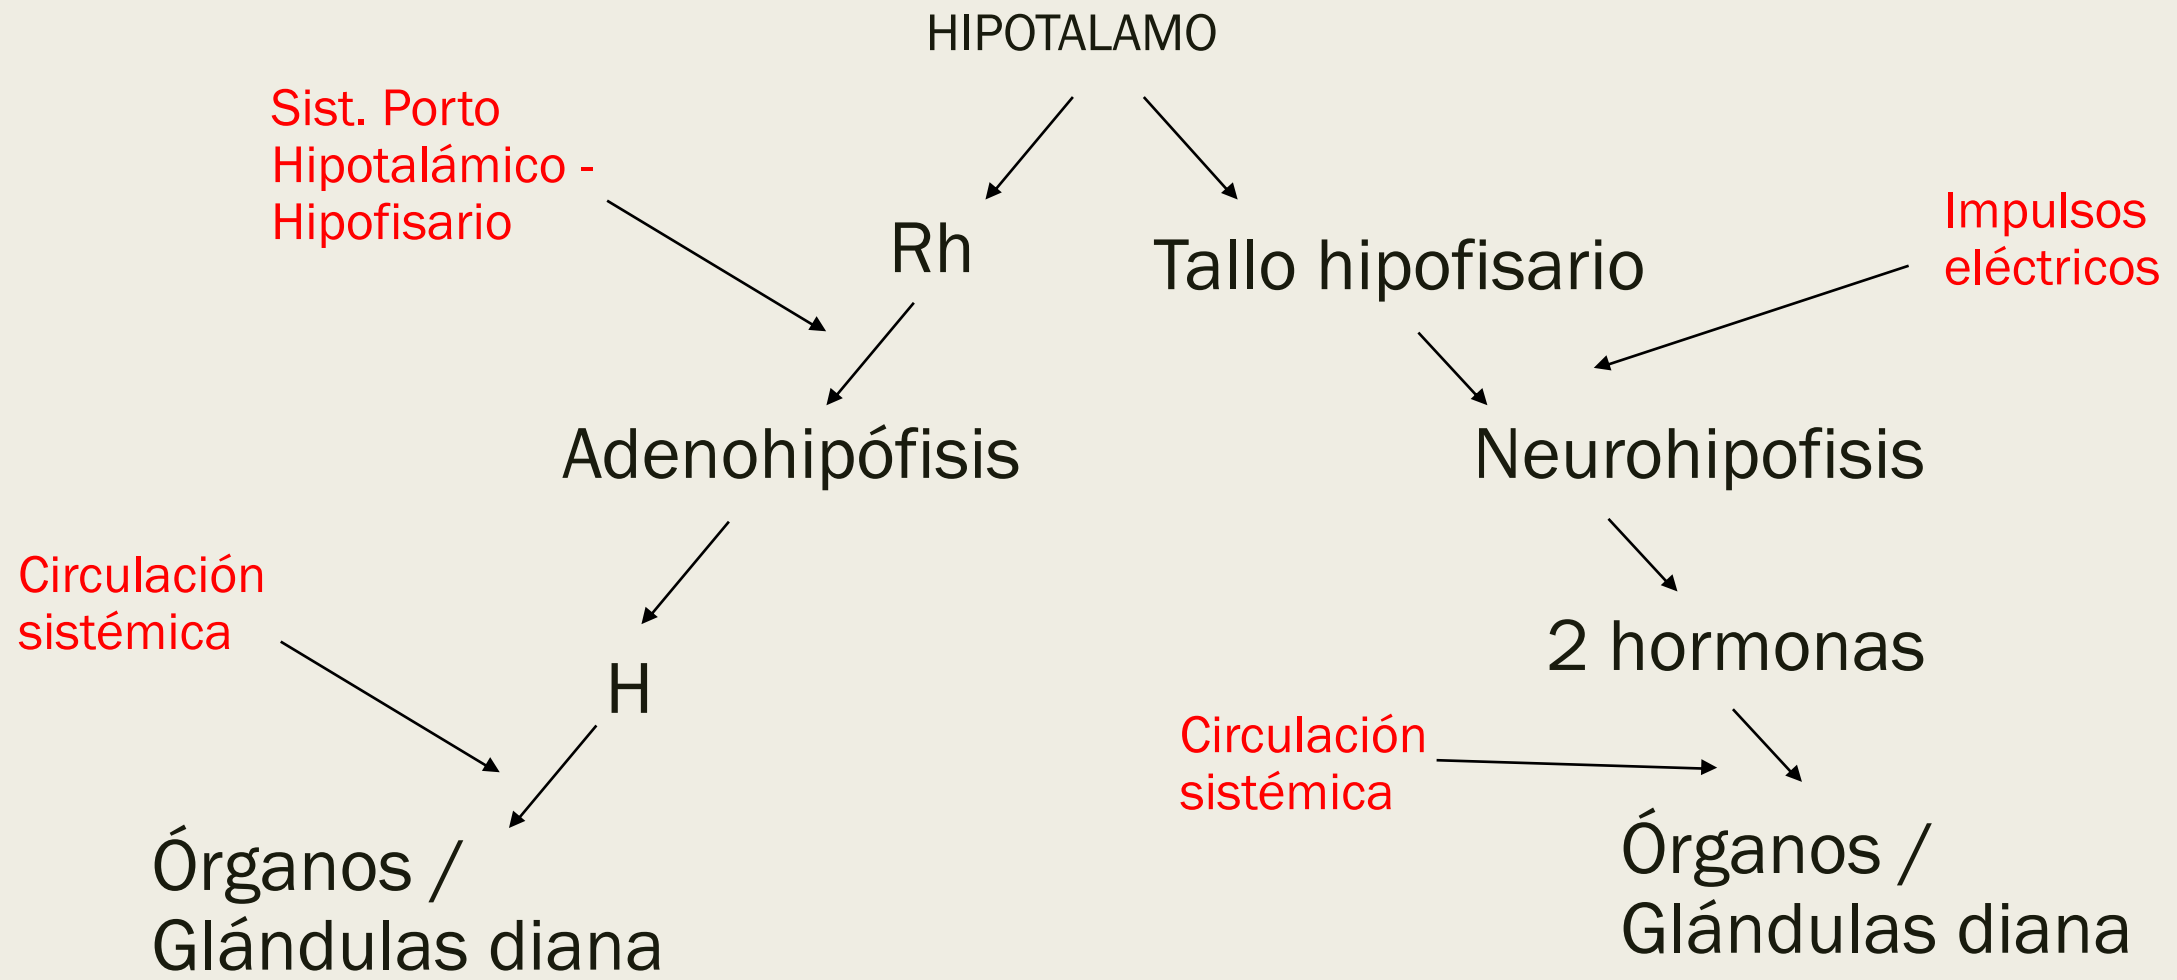 HIPOTALAMO
Sist. Porto
Hipotalámico -
Hipofisario
Rh
Tallo hipofisario
Impulsos
eléctricos
Adenohipófisis
Neurohipofisis
Circulación
sistémica
H
2 hormonas
Circulación
sistémica
Órganos /
Glándulas diana
Órganos /
Glándulas diana